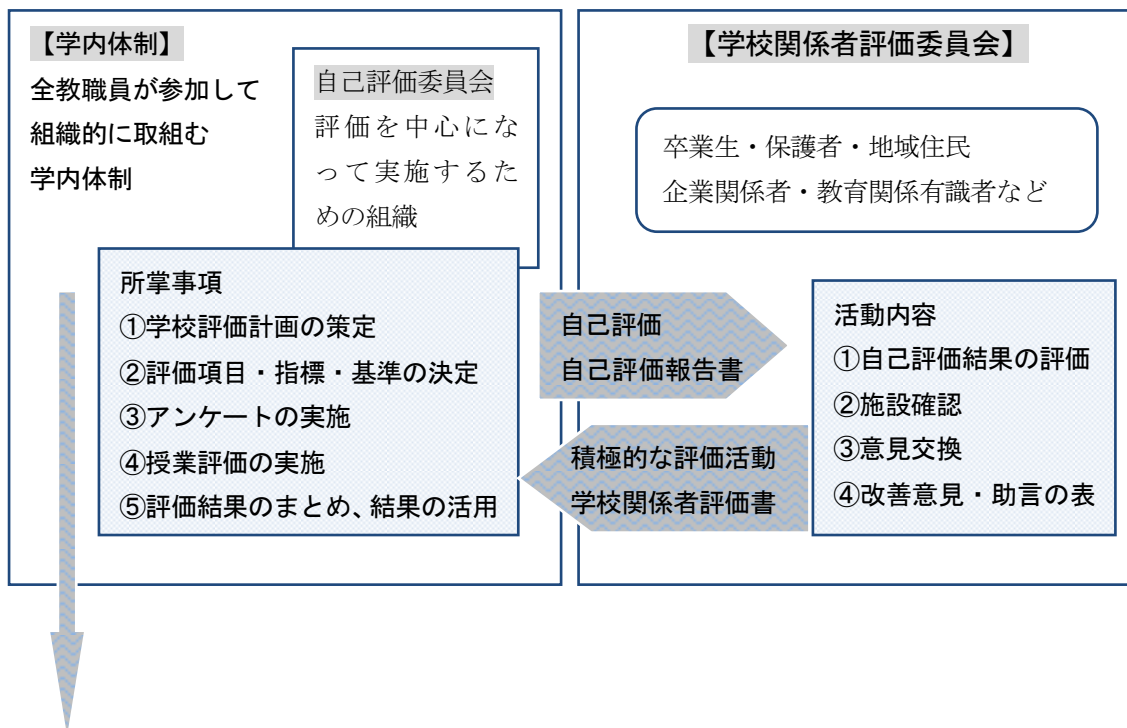 【学内体制】
全教職員が参加して
組織的に取組む
学内体制
自己評価委員会
評価を中心にな
って実施するた
めの組織
所掌事項
①学校評価計画の策定
②評価項目・指標・基準の決定
③アンケートの実施
④授業評価の実施
⑤評価結果のまとめ、結果の活用
自己評価
自己評価報告書
積極的な評価活動
学校関係者評価書
【学校関係者評価委員会】
卒業生・保護者・地域住民
企業関係者・教育関係有識者など
活動内容
①自己評価結果の評価
②施設確認
③意見交換
④改善意見・助言の表